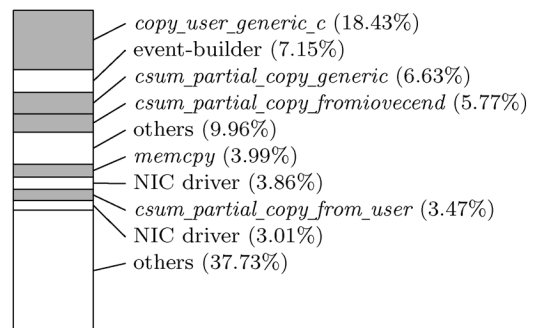 copy_user_generic_c (18.43%)
event-builder (7.15%)
csum_partial_copy_generic (6.63%)
csum_partial_copy_fromiovecend (5.77%)
others (9.96%)
memcpy (3.99%)
NIC driver (3.86%)
csum_partial_copy_from_user (3.47%)
NIC driver (3.01%)
others (37.73%)